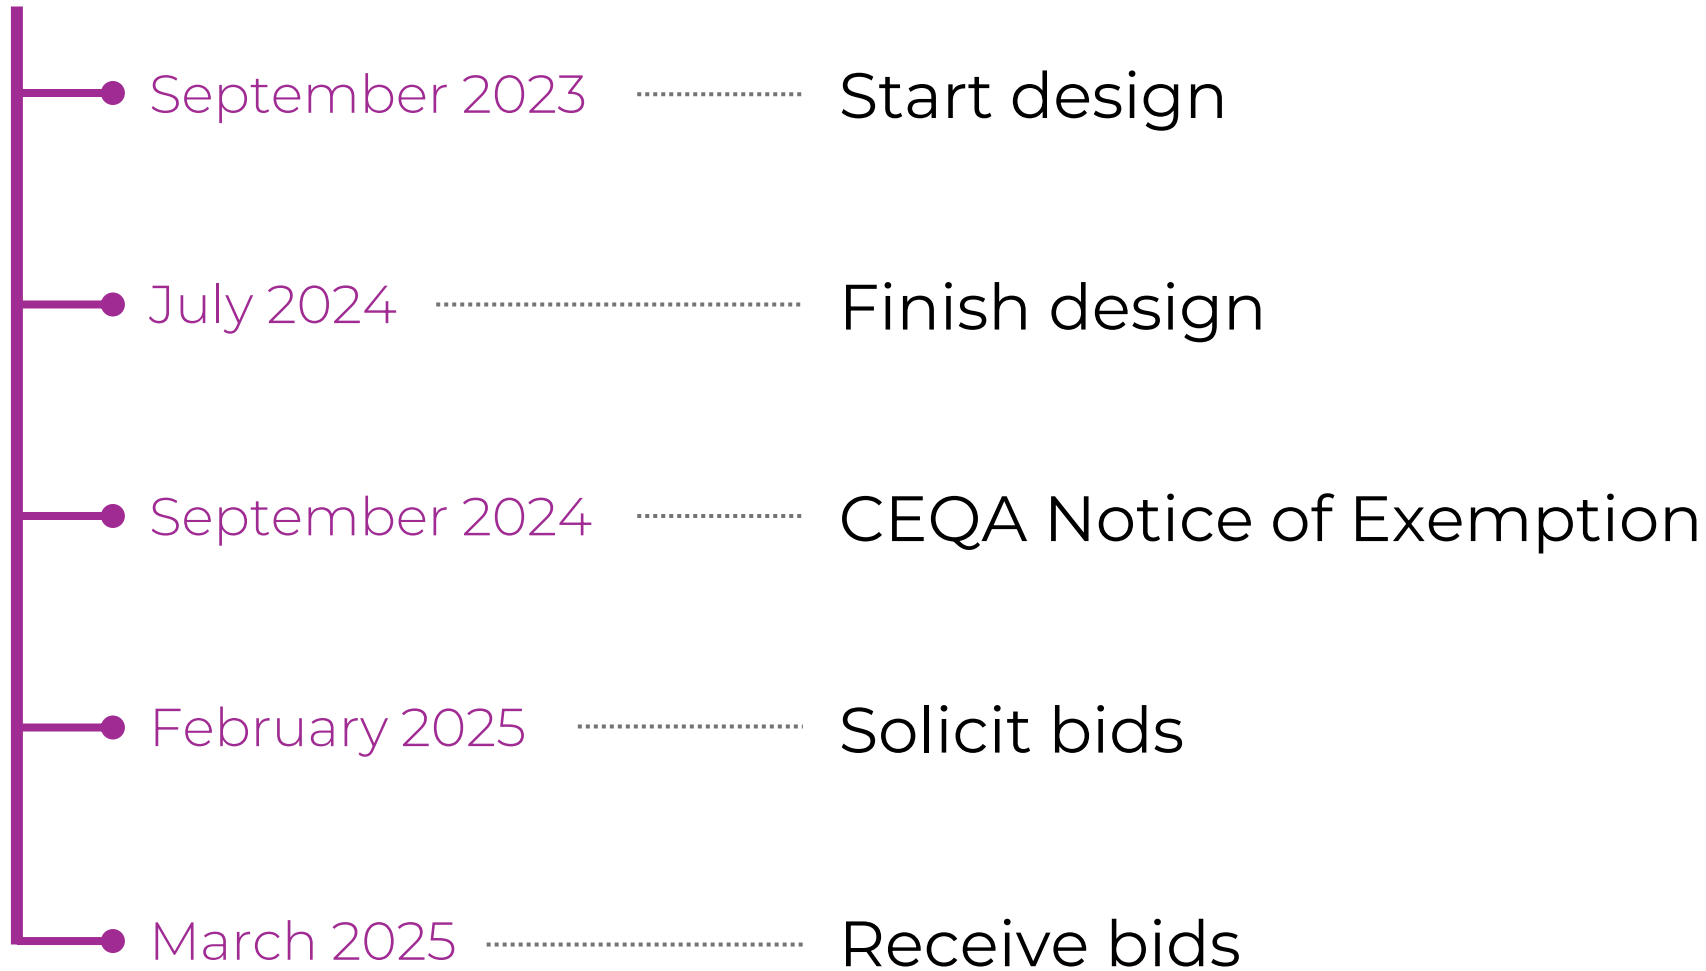 September 2023 Start design
July 2024 Finish design
September 2024 CEQA Notice of Exemption
February 2025 Solicit bids
March 2025 Receive bids